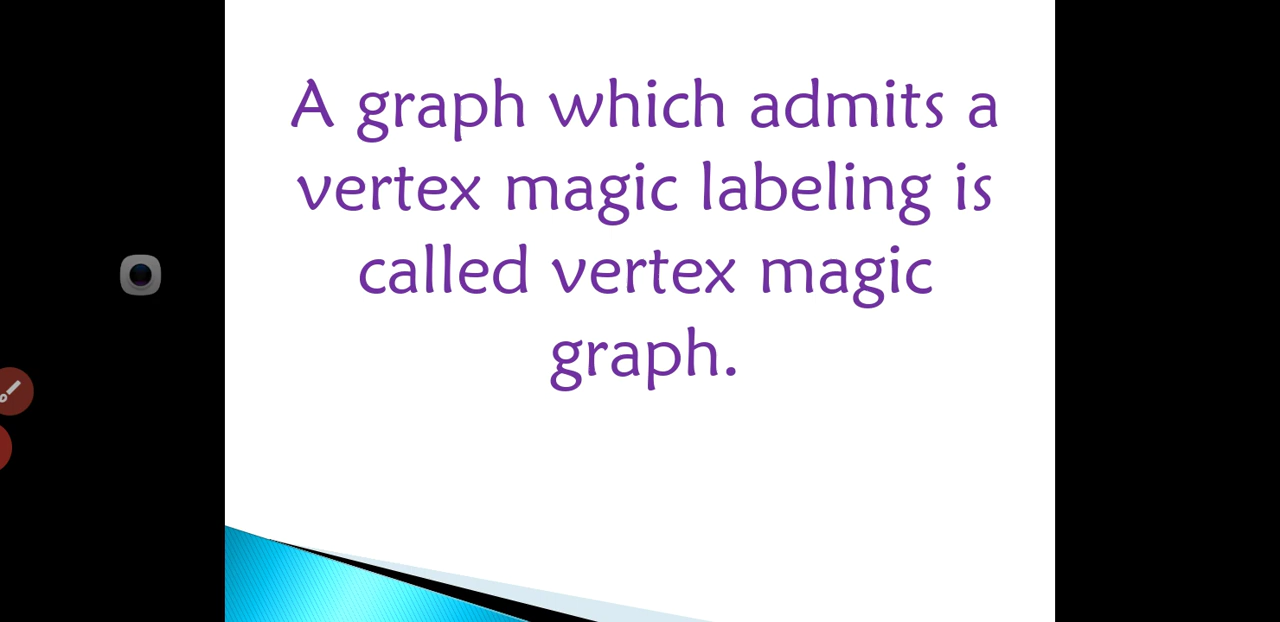 A graph which admits a
vertex magic labeling is
called vertex magic
graph.